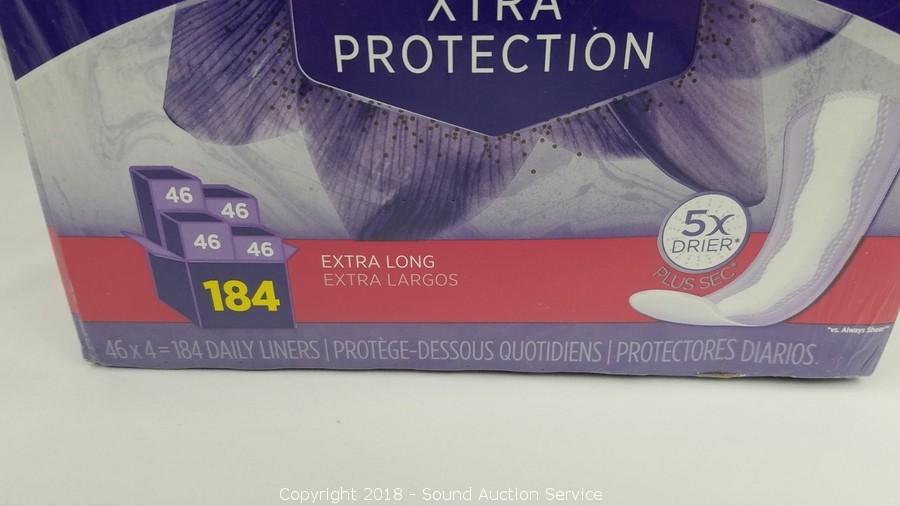 XTRA
PROTECTION
46
46
46
46
184
EXTRA LONG
EXTRA LARGOS
5X
DRIER*
PLUS SEC*
*vs. Always Sheer
46 x 4 = 184 DAILY LINERS | PROTÈGE-DESSOUS QUOTIDIENS | PROTECTORES DIARIOS.
Copyright 2018 - Sound Auction Service